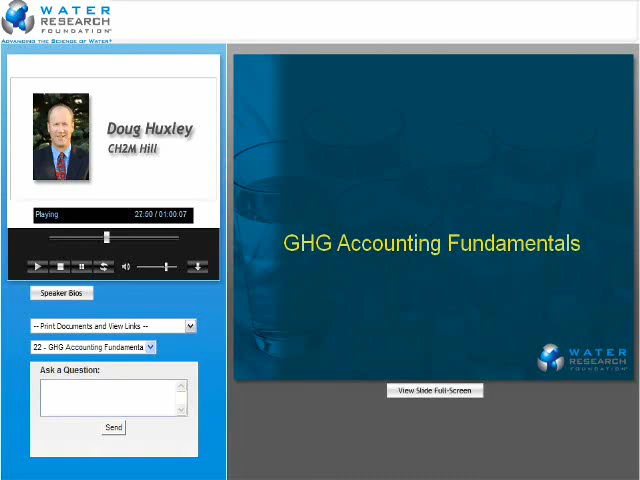 WATER
RESEARCH
FOUNDATION
ADVANCING THE SCIENCE OF WATER
Doug Huxley
CH2M Hill
Playing 27:50 / 01:00:07
Speaker Bios
-- Print Documents and View Links --
22 - GHG Accounting Fundamenta
Ask a Question:
Send
GHG Accounting Fundamentals
WATER
RESEARCH
FOUNDATION
View Slide Full-Screen